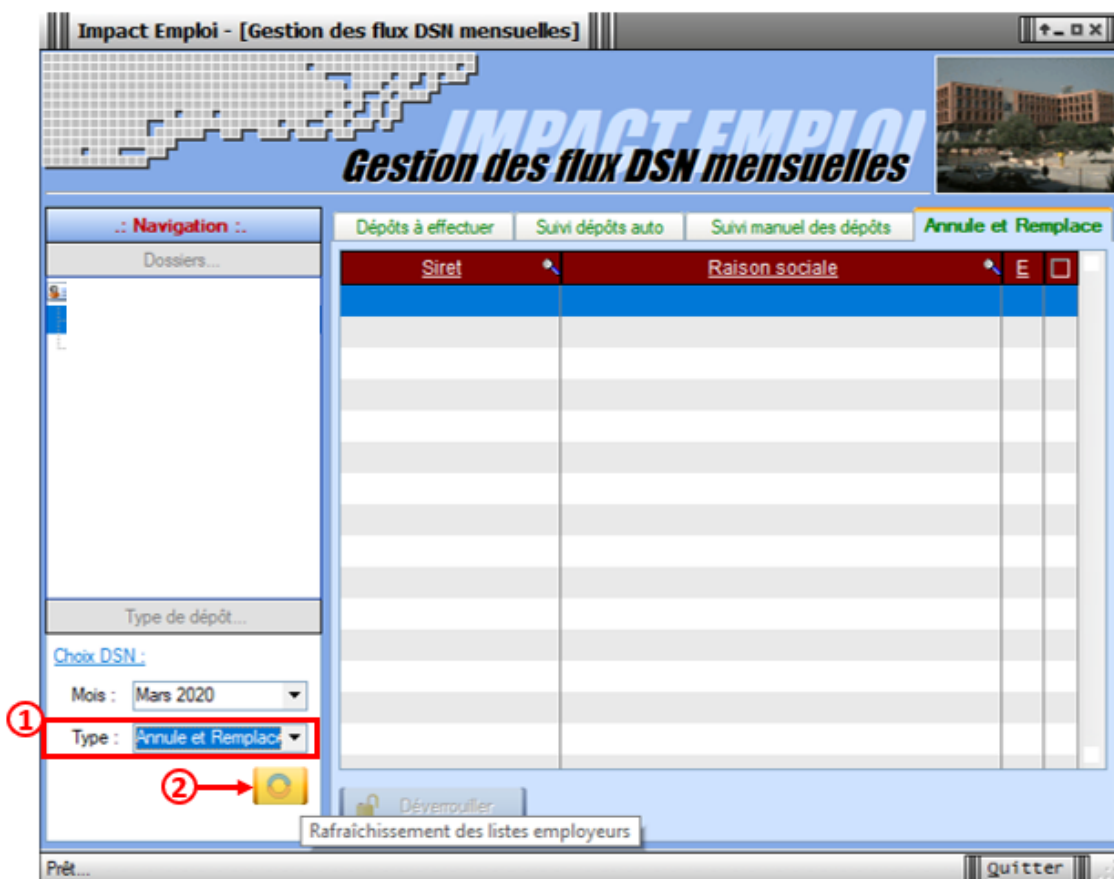 Impact Emploi - [Gestion des flux DSN mensuelles]
IMPACT EMPLOI
Gestion des flux DSN mensuelles
.: Navigation :.
Dossiers...
Dépôts à effectuer
Suivi dépôts auto
Suivi manuel des dépôts
Annule et Remplace
Siret
Raison sociale
E
Type de dépôt...
Choix DSN :
Mois : Mars 2020
1
Type : Annule et Remplace
2
Déverrouiller
Rafraîchissement des listes employeurs
Prêt...
Quitter